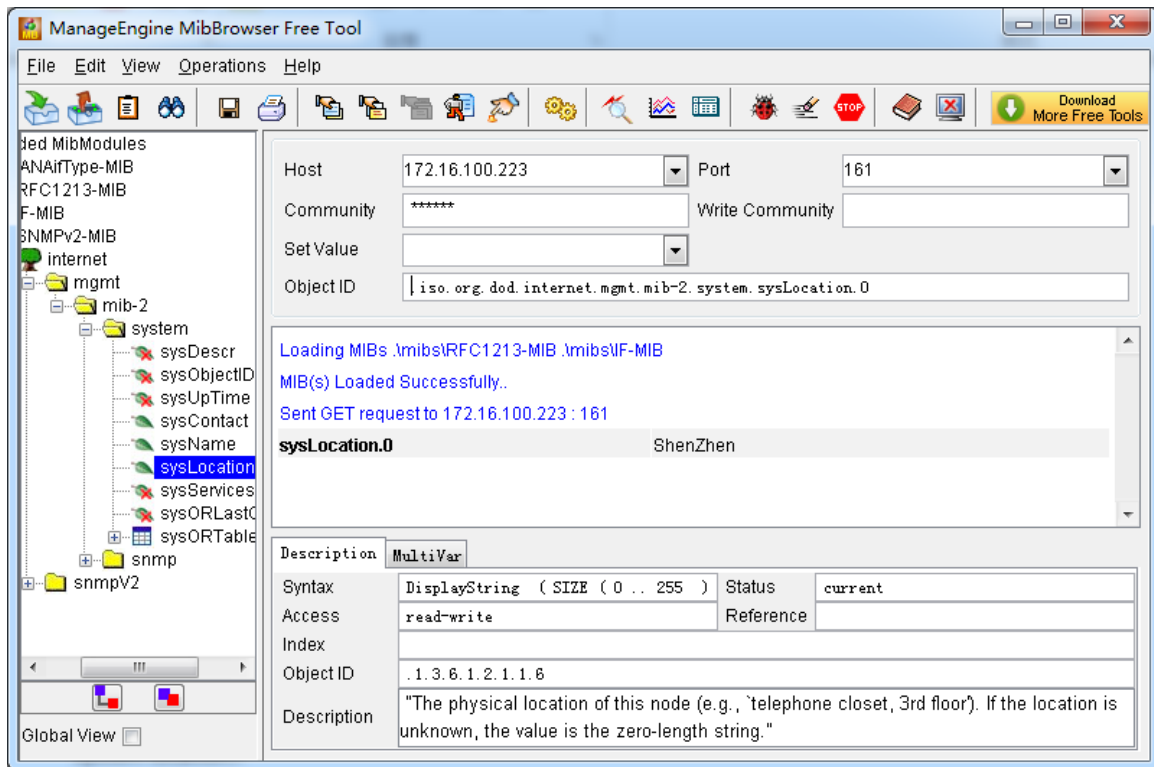 ManageEngine MibBrowser Free Tool
File Edit View Operations Help
STOP
Download
More Free Tools
ded MibModules
ANAifType-MIB
RFC1213-MIB
F-MIB
SNMPv2-MIB
internet
mgmt
mib-2
system
sysDescr
sysObjectID
sysUpTime
sysContact
sysName
sysLocation
sysServices
sysORLastC
sysORTable
snmp
snmpV2
Global View
Host 172.16.100.223 Port 161
Community ****** Write Community
Set Value
Object ID .iso.org.dod.internet.mgmt.mib-2.system.sysLocation.0
Loading MIBs .\mibs\RFC1213-MIB .\mibs\IF-MIB
MIB(s) Loaded Successfully..
Sent GET request to 172.16.100.223 : 161
sysLocation.0 ShenZhen
Description MultiVar
Syntax DisplayString ( SIZE ( 0 .. 255 ) Status current
Access read-write Reference
Index
Object ID .1.3.6.1.2.1.1.6
Description "The physical location of this node (e.g., `telephone closet, 3rd floor'). If the location is
unknown, the value is the zero-length string."